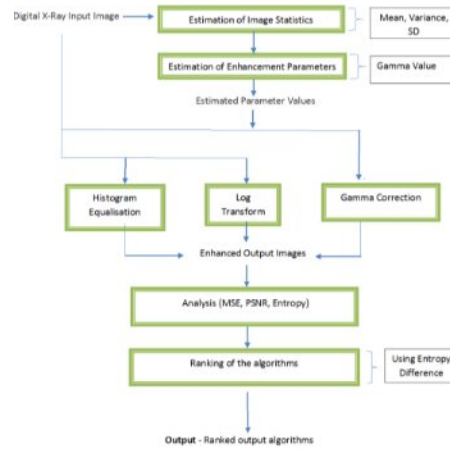 Digital X-Ray Input Image
Estimation of Image Statistics
Mean, Variance,
SD
Estimation of Enhancement Parameters
Gamma Value
Estimated Parameter Values
Histogram
Equalisation
Log
Transform
Gamma Correction
Enhanced Output Images
Analysis (MSE, PSNR, Entropy)
Ranking of the algorithms
Using Entropy
Difference
Output - Ranked output algorithms